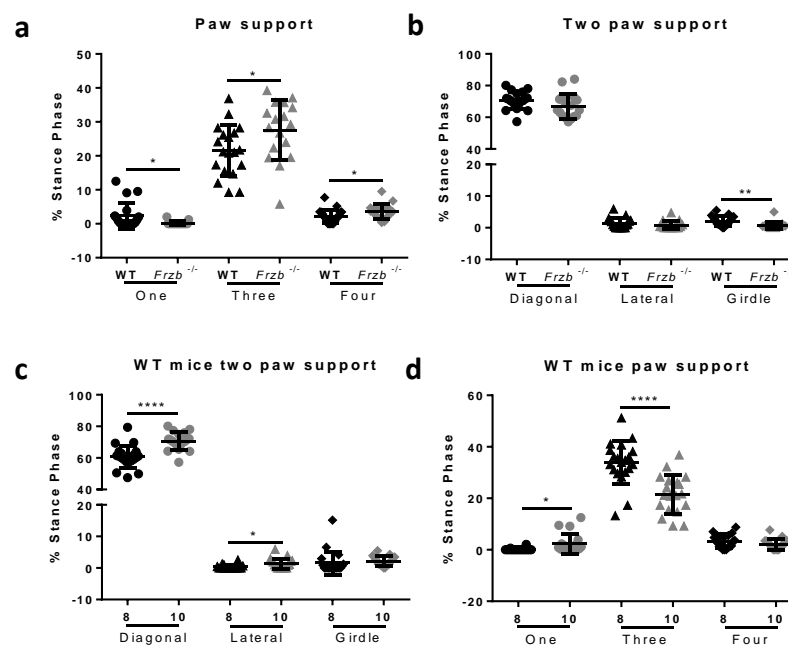 a
Paw support
% Stance Phase
50
40
30
20
10
0
-10
*
*
*
WT Frzb -/- WT Frzb -/- WT Frzb -/-
One Three Four
b
Two paw support
% Stance Phase
100
80
60
40
20
10
0
-10
**
WT Frzb -/- WT Frzb -/- WT Frzb -/-
Diagonal Lateral Girdle
c
WT mice two paw support
% Stance Phase
100
80
60
40
20
10
0
-10
****
*
8 10 8 10 8 10
Diagonal Lateral Girdle
d
WT mice paw support
% Stance Phase
60
40
20
0
-20
****
*
8 10 8 10 8 10
One Three Four